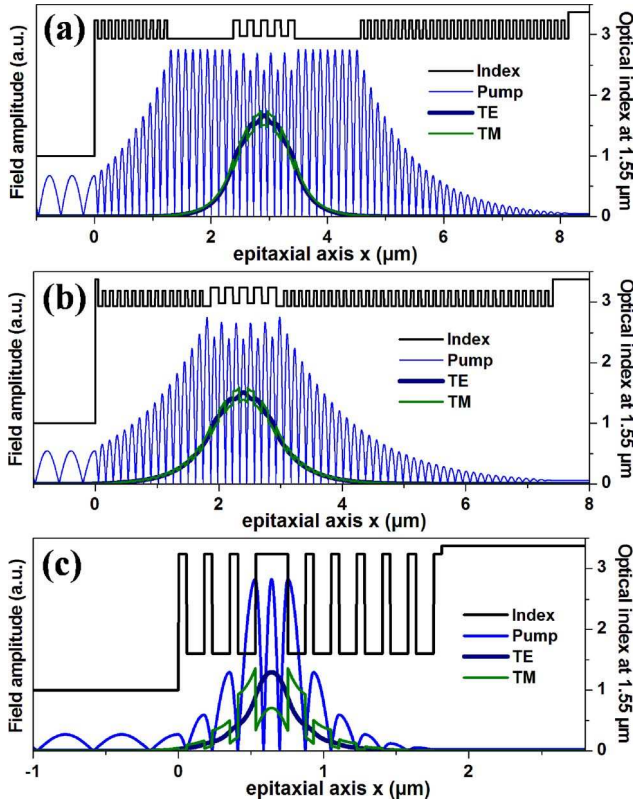 (a)
Index
Pump
TE
TM
Field amplitude (a.u.)
Optical index at 1.55 µm
0
1
2
3
0
2
4
6
8
epitaxial axis x (µm)
(b)
Index
Pump
TE
TM
Field amplitude (a.u.)
Optical index at 1.55 µm
0
1
2
3
0
2
4
6
8
epitaxial axis x (µm)
(c)
Index
Pump
TE
TM
Field amplitude (a.u.)
Optical index at 1.55 µm
0
1
2
3
-1
0
1
2
epitaxial axis x (µm)